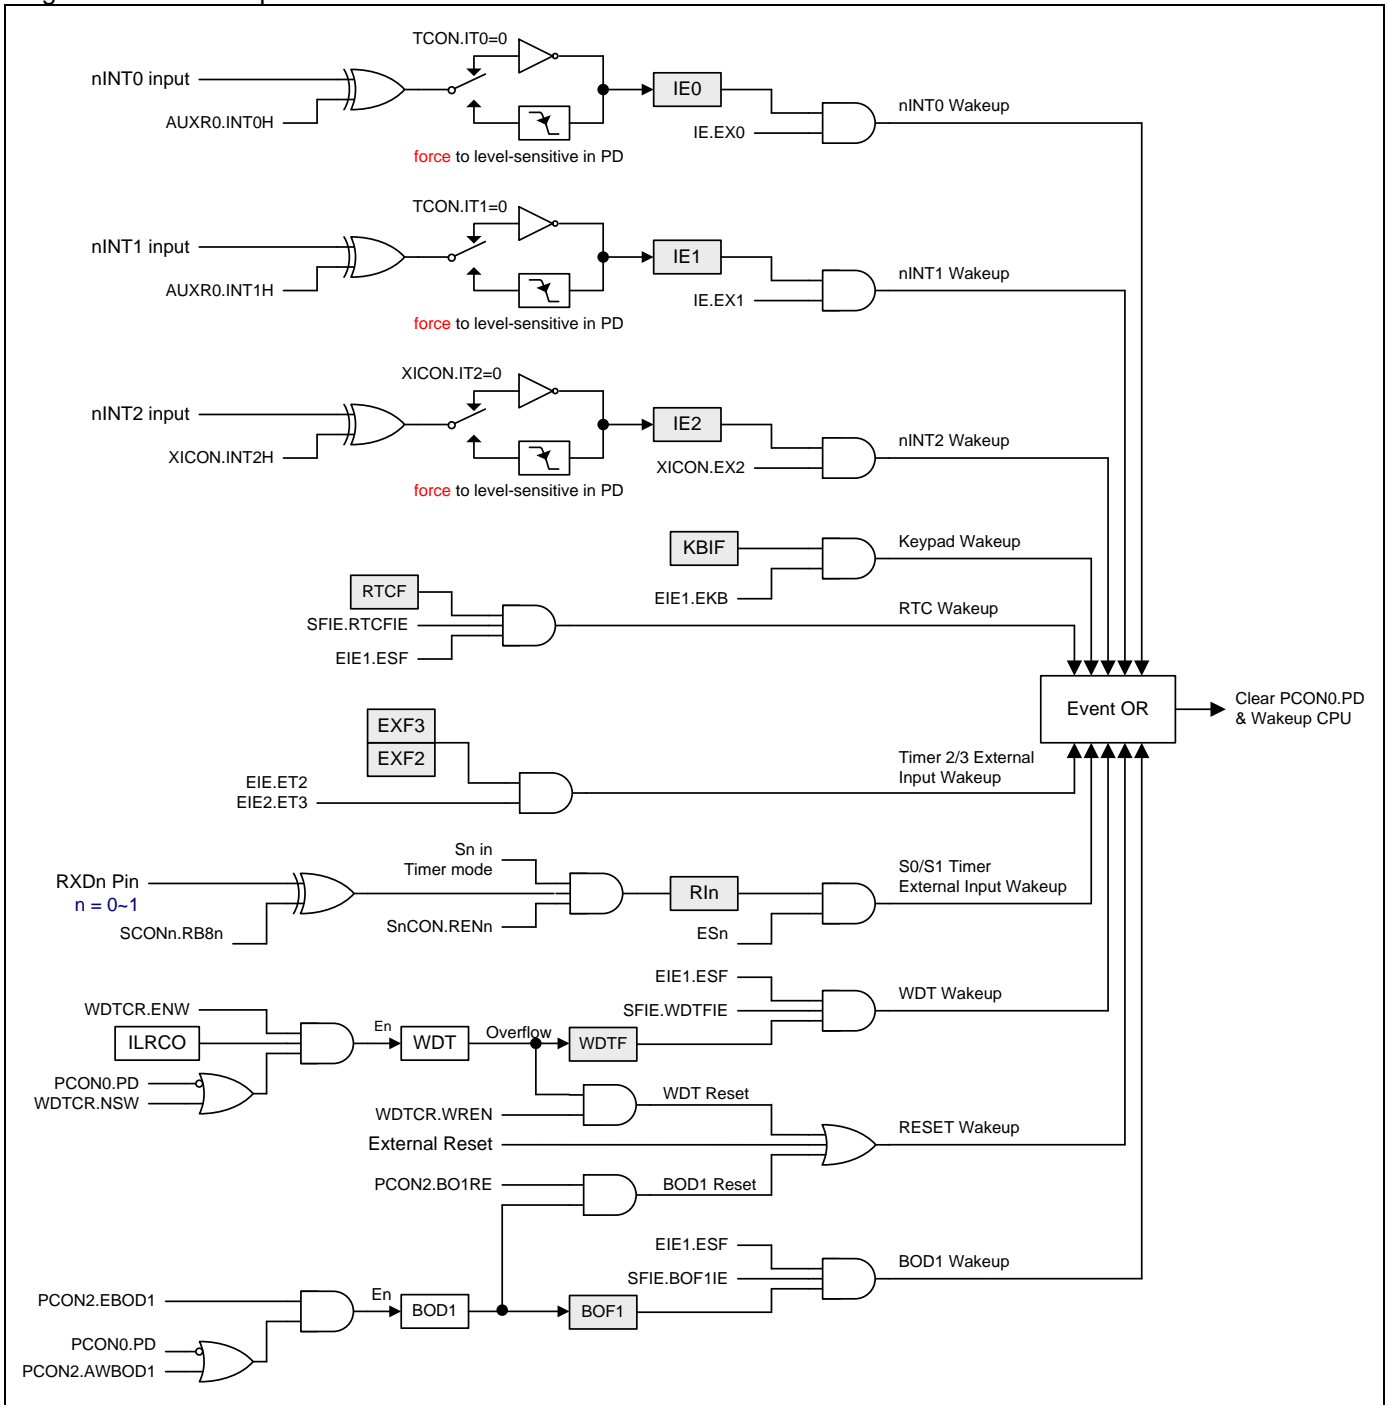 TCON.IT0=0
nINT0 input
AUXR0.INT0H
IE0
IE.EX0
nINT0 Wakeup
force to level-sensitive in PD
TCON.IT1=0
nINT1 input
AUXR0.INT1H
IE1
IE.EX1
nINT1 Wakeup
force to level-sensitive in PD
XICON.IT2=0
nINT2 input
XICON.INT2H
IE2
XICON.EX2
nINT2 Wakeup
force to level-sensitive in PD
KBIF
EIE1.EKB
Keypad Wakeup
RTCF
SFIE.RTCFIE
EIE1.ESF
RTC Wakeup
Event OR
Clear PCON0.PD
& Wakeup CPU
EXF3
EXF2
EIE.ET2
EIE2.ET3
Timer 2/3 External
Input Wakeup
Sn in
Timer mode
RXDn Pin
n = 0~1
SCONn.RB8n
SnCON.RENn
RIn
ESn
S0/S1 Timer
External Input Wakeup
EIE1.ESF
SFIE.WDTFIE
WDT Wakeup
WDTCR.ENW
ILRCO
PCON0.PD
WDTCR.NSW
En
WDT
Overflow
WDTF
WDTCR.WREN
WDT Reset
External Reset
RESET Wakeup
PCON2.BO1RE
BOD1 Reset
EIE1.ESF
SFIE.BOF1IE
BOD1 Wakeup
PCON2.EBOD1
PCON0.PD
PCON2.AWBOD1
En
BOD1
BOF1